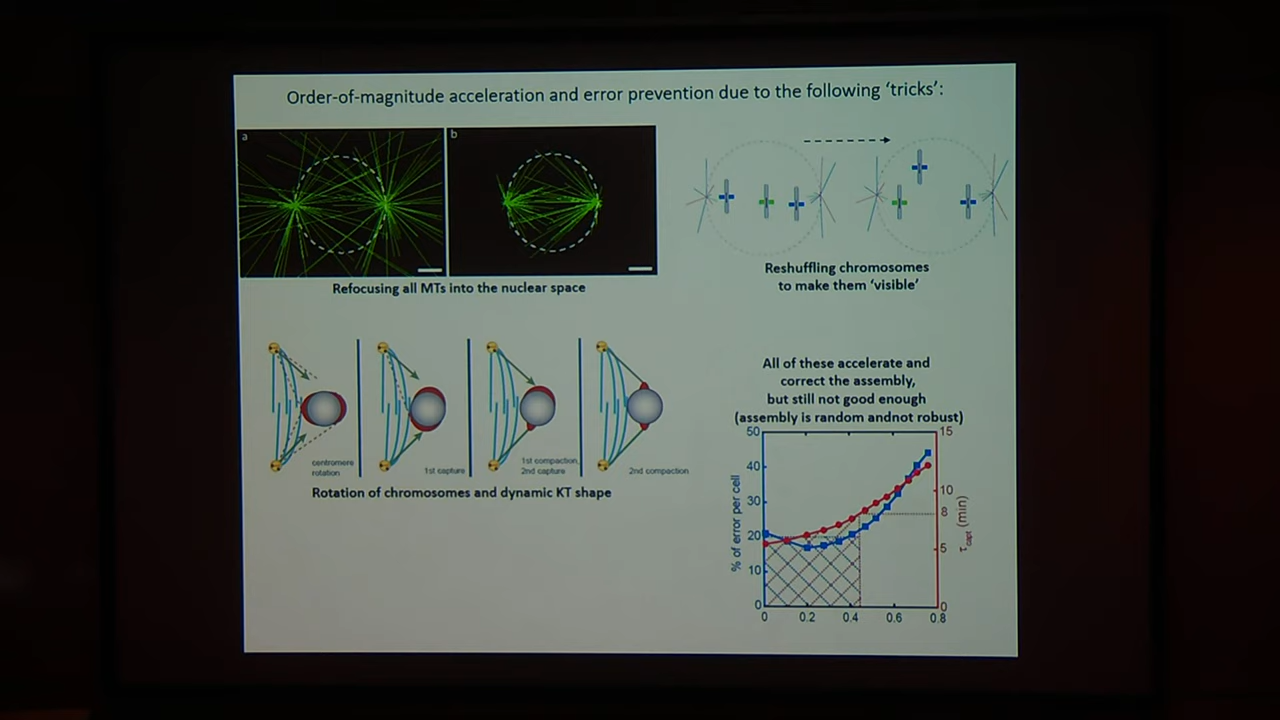 Order-of-magnitude acceleration and error prevention due to the following ‘tricks’:
a
b
Refocusing all MTs into the nuclear space
Reshuffling chromosomes
to make them ‘visible’
centromere
rotation
1st capture
1st compaction,
2nd capture
2nd compaction
Rotation of chromosomes and dynamic KT shape
All of these accelerate and
correct the assembly,
but still not good enough
(assembly is random andnot robust)
50
40
30
20
10
0
% of error per cell
15
10
8
5
0
τcapt (min)
0
0.2
0.4
0.6
0.8